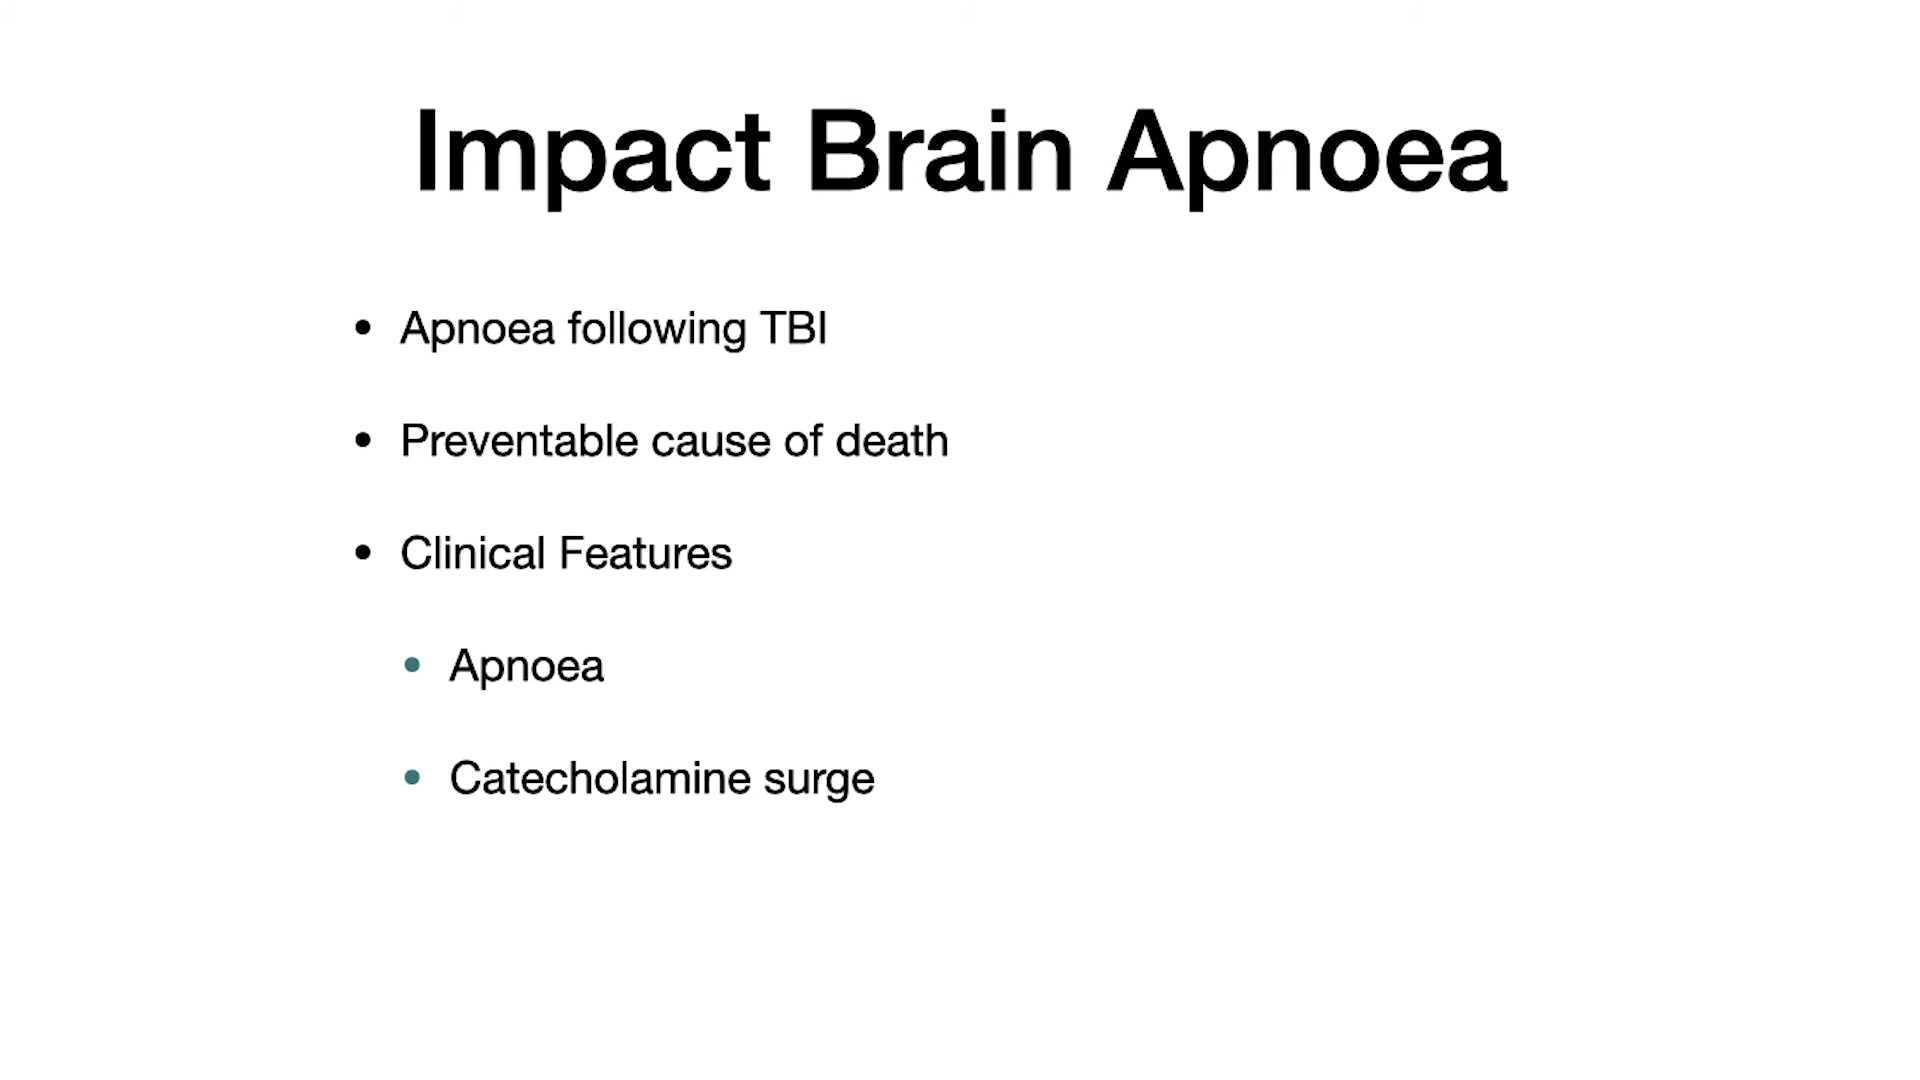 Impact Brain Apnoea
• Apnoea following TBI
• Preventable cause of death
• Clinical Features
• Apnoea
• Catecholamine surge